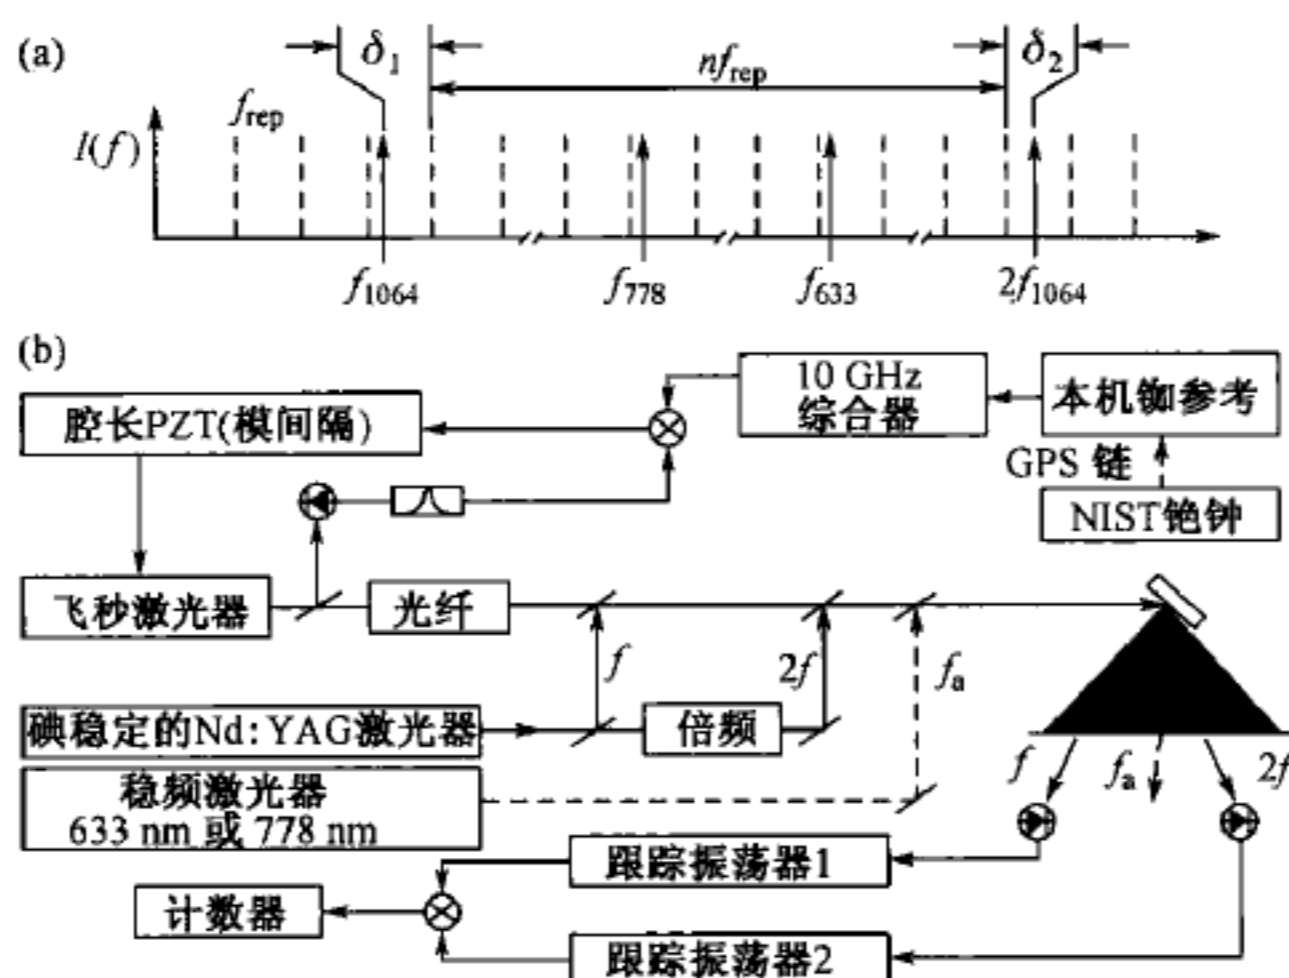 (a)
δ₁
nf_rep
δ₂
f_rep
I(f)
f₁₀₆₄
f₇₇₈
f₆₃₃
2f₁₀₆₄
(b)
腔长PZT(模间隔)
10 GHz
综合器
本机铷参考
GPS 链
NIST铯钟
飞秒激光器
光纤
f
2f
f_a
碘稳定的Nd:YAG激光器
倍频
稳频激光器
633 nm 或 778 nm
f
f_a
2f
跟踪振荡器1
计数器
跟踪振荡器2